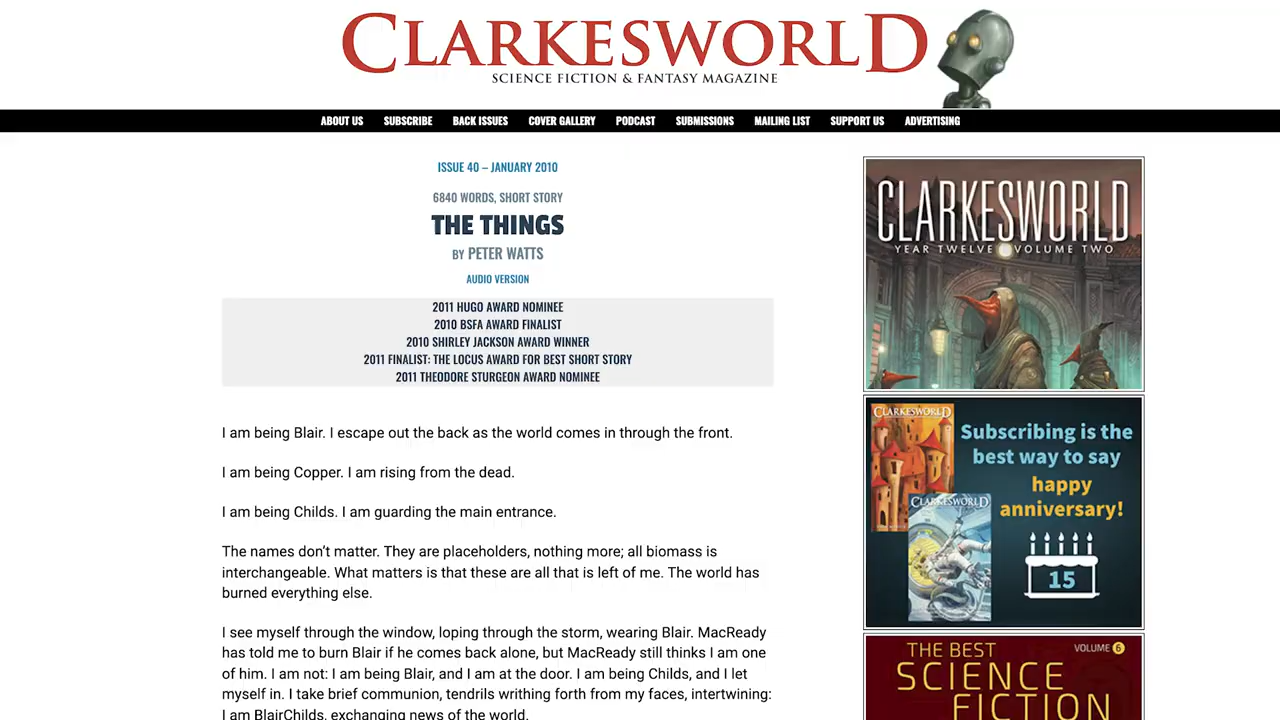 CLARKESWORLD
SCIENCE FICTION & FANTASY MAGAZINE
ABOUT US SUBSCRIBE BACK ISSUES COVER GALLERY PODCAST SUBMISSIONS MAILING LIST SUPPORT US ADVERTISING
ISSUE 40 – JANUARY 2010
6840 WORDS, SHORT STORY
THE THINGS
BY PETER WATTS
AUDIO VERSION
2011 HUGO AWARD NOMINEE
2010 BSFA AWARD FINALIST
2010 SHIRLEY JACKSON AWARD WINNER
2011 FINALIST: THE LOCUS AWARD FOR BEST SHORT STORY
2011 THEODORE STURGEON AWARD NOMINEE
I am being Blair. I escape out the back as the world comes in through the front.
I am being Copper. I am rising from the dead.
I am being Childs. I am guarding the main entrance.
The names don’t matter. They are placeholders, nothing more; all biomass is
interchangeable. What matters is that these are all that is left of me. The world has
burned everything else.
I see myself through the window, loping through the storm, wearing Blair. MacReady
has told me to burn Blair if he comes back alone, but MacReady still thinks I am one
of him. I am not: I am being Blair, and I am at the door. I am being Childs, and I let
myself in. I take brief communion, tendrils writhing forth from my faces, intertwining:
I am BlairChilds, exchanging news of the world.
CLARKESWORLD
YEAR TWELVE VOLUME TWO
CLARKESWORLD
CLARKESWORLD
Subscribing is the
best way to say
happy
anniversary!
15
THE BEST
VOLUME 6
SCIENCE
FICTION